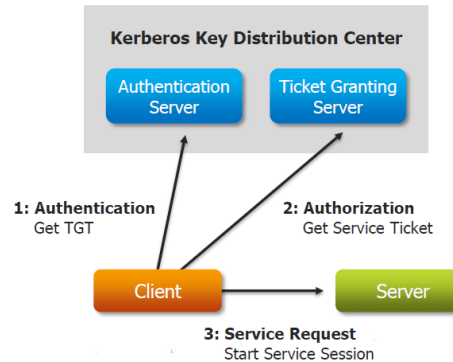 Kerberos Key Distribution Center
Authentication
Server
Ticket Granting
Server
1: Authentication
Get TGT
2: Authorization
Get Service Ticket
Client
Server
3: Service Request
Start Service Session